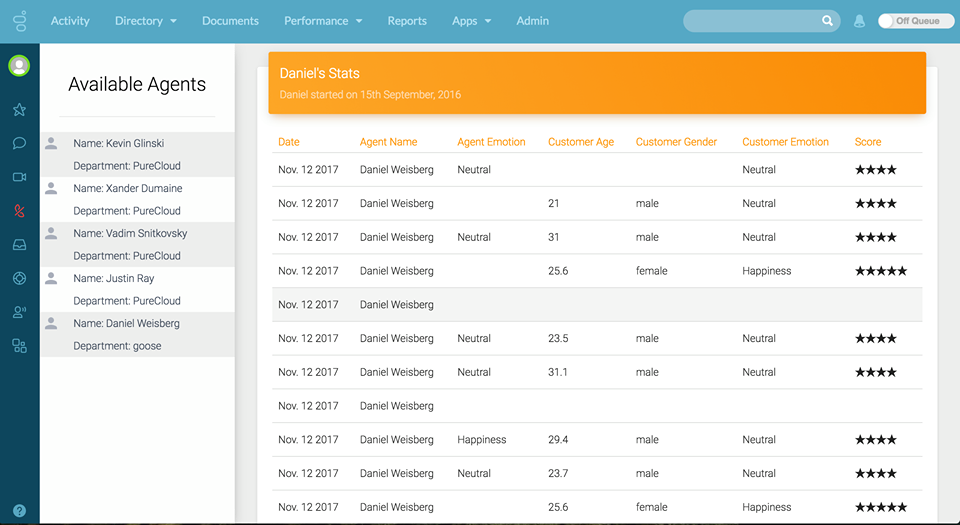 Activity Directory Documents Performance Reports Apps Admin Off Queue
Available Agents
Name: Kevin Glinski
Department: PureCloud
Name: Xander Dumaine
Department: PureCloud
Name: Vadim Snitkovsky
Department: PureCloud
Name: Justin Ray
Department: PureCloud
Name: Daniel Weisberg
Department: goose
Daniel's Stats
Daniel started on 15th September, 2016
Date Agent Name Agent Emotion Customer Age Customer Gender Customer Emotion Score
Nov. 12 2017 Daniel Weisberg Neutral Neutral ★★★★
Nov. 12 2017 Daniel Weisberg 21 male Neutral ★★★★
Nov. 12 2017 Daniel Weisberg Neutral 31 male Neutral ★★★★
Nov. 12 2017 Daniel Weisberg 25.6 female Happiness ★★★★★
Nov. 12 2017 Daniel Weisberg
Nov. 12 2017 Daniel Weisberg Neutral 23.5 male Neutral ★★★★
Nov. 12 2017 Daniel Weisberg Neutral 31.1 male Neutral ★★★★
Nov. 12 2017 Daniel Weisberg
Nov. 12 2017 Daniel Weisberg Happiness 29.4 male Neutral ★★★★
Nov. 12 2017 Daniel Weisberg Neutral 23.7 male Neutral ★★★★
Nov. 12 2017 Daniel Weisberg 25.6 female Happiness ★★★★★